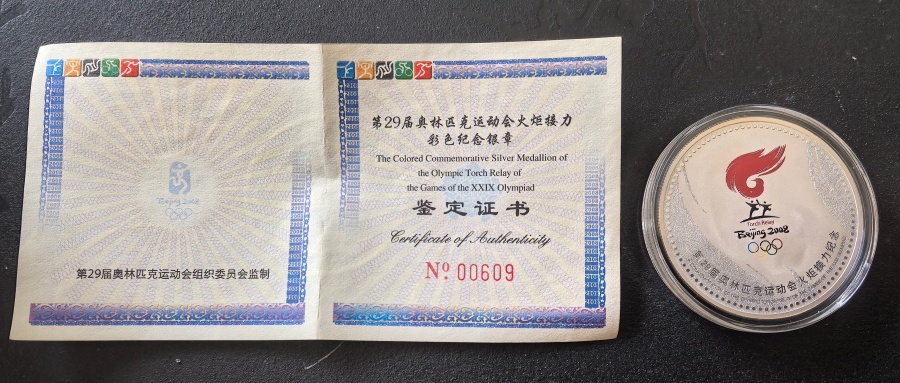 Beijing 2008
第29届奥林匹克运动会组织委员会监制
第29届奥林匹克运动会火炬接力
彩色纪念银章
The Colored Commemorative Silver Medallion of
the Olympic Torch Relay of
the Games of the XXIX Olympiad
鉴定证书
Certificate of Authenticity
Nº 00609
Torch Relay
Beijing 2008
第29届奥林匹克运动会火炬接力纪念